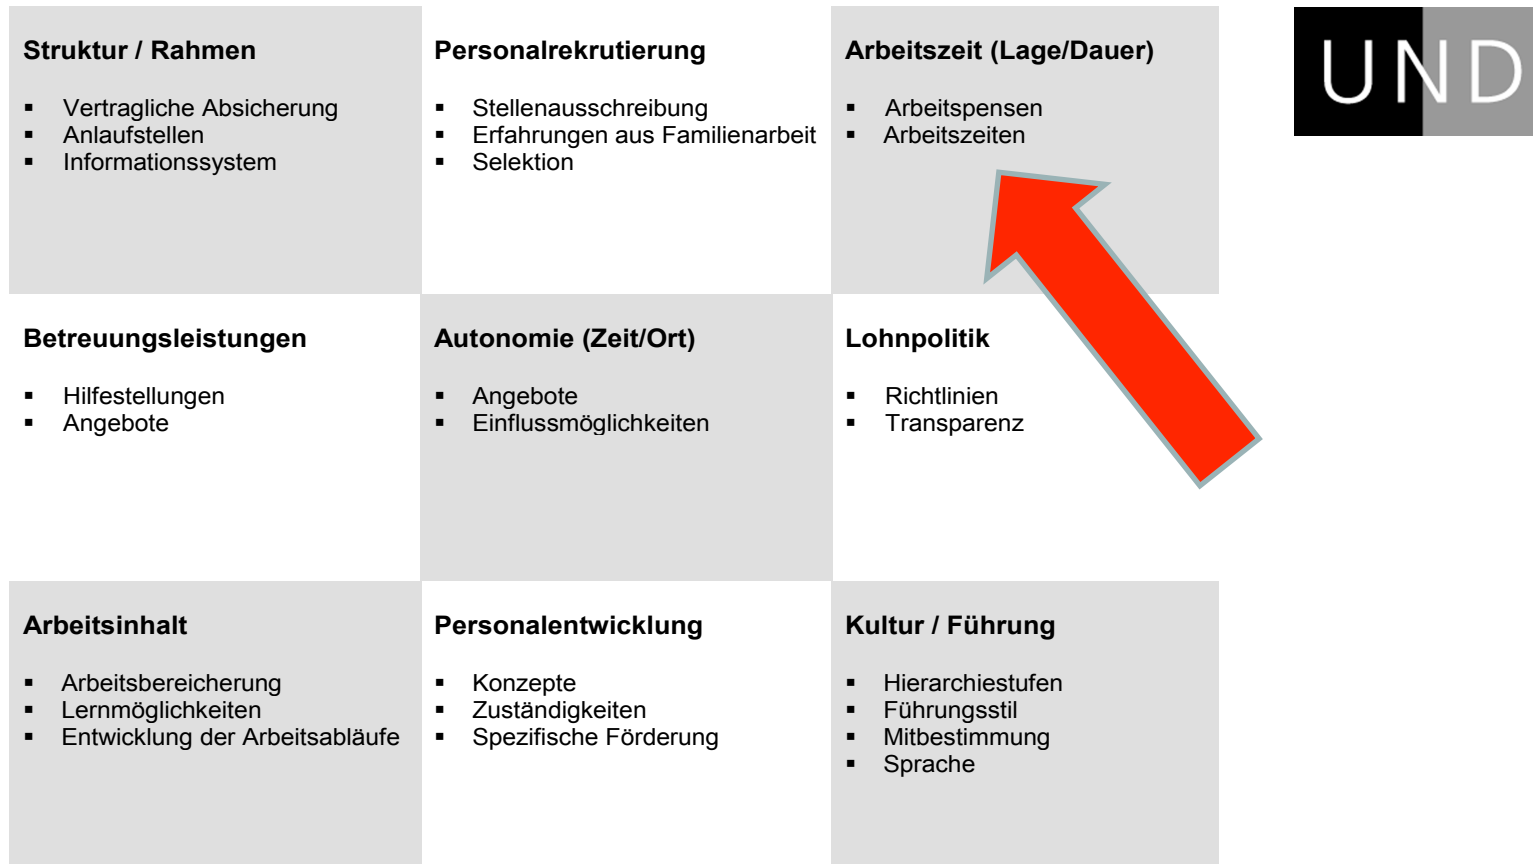 Struktur / Rahmen
▪ Vertragliche Absicherung
▪ Anlaufstellen
▪ Informationssystem
Personalrekrutierung
▪ Stellenausschreibung
▪ Erfahrungen aus Familienarbeit
▪ Selektion
Arbeitszeit (Lage/Dauer)
▪ Arbeitspensen
▪ Arbeitszeiten
UND
Betreuungsleistungen
▪ Hilfestellungen
▪ Angebote
Autonomie (Zeit/Ort)
▪ Angebote
▪ Einflussmöglichkeiten
Lohnpolitik
▪ Richtlinien
▪ Transparenz
Arbeitsinhalt
▪ Arbeitsbereicherung
▪ Lernmöglichkeiten
▪ Entwicklung der Arbeitsabläufe
Personalentwicklung
▪ Konzepte
▪ Zuständigkeiten
▪ Spezifische Förderung
Kultur / Führung
▪ Hierarchiestufen
▪ Führungsstil
▪ Mitbestimmung
▪ Sprache